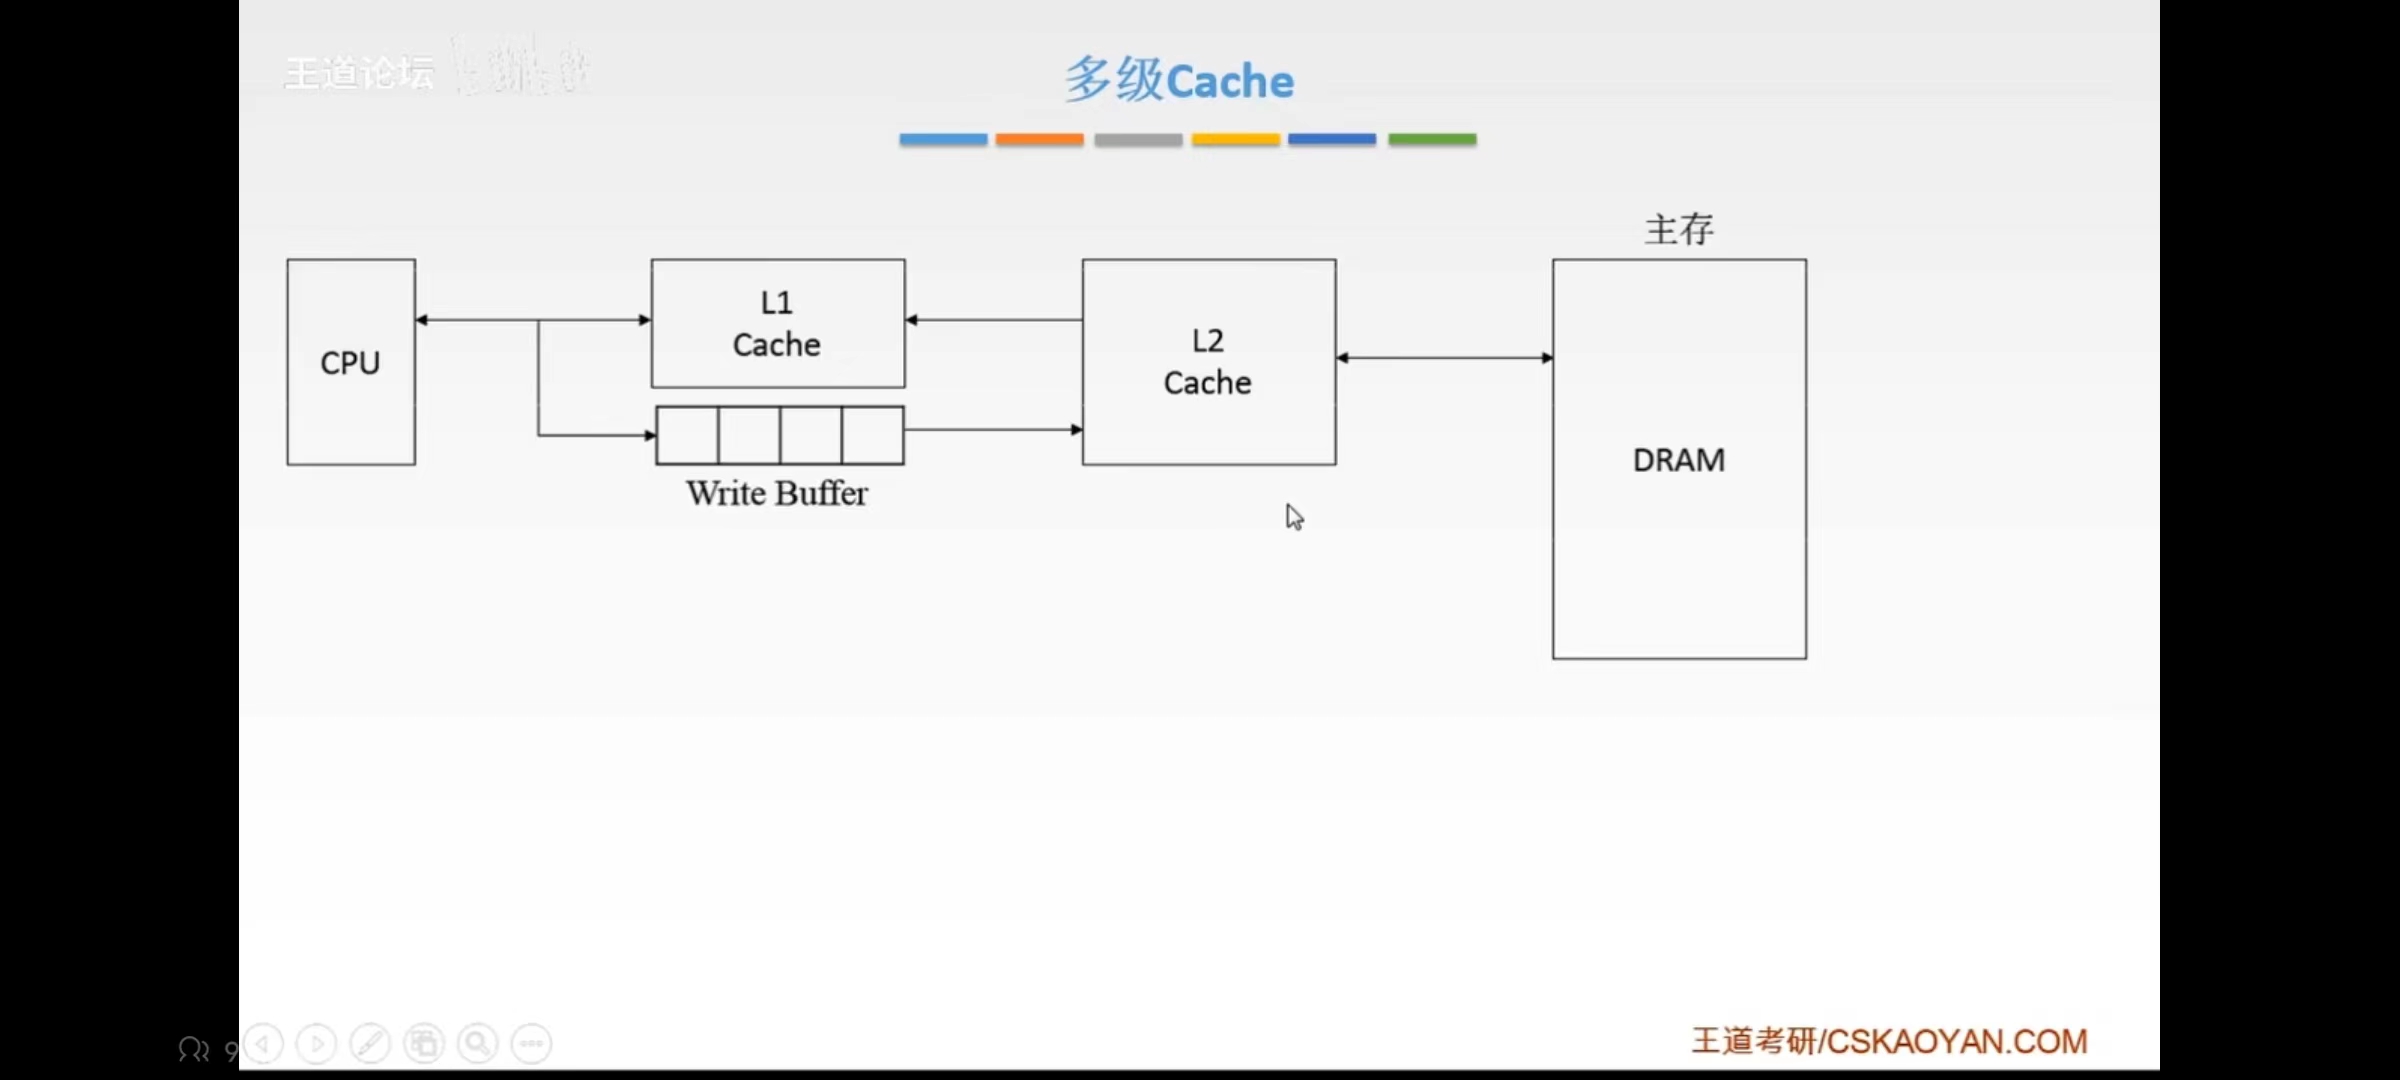 王道论坛
多级Cache
主存
CPU
L1
Cache
L2
Cache
DRAM
Write Buffer
王道考研/CSKAOYAN.COM
9